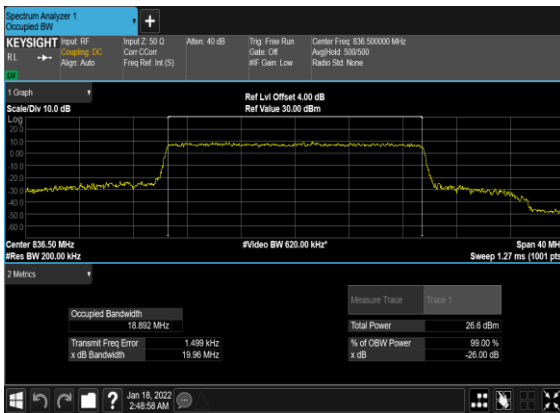 Spectrum Analyzer 1
Occupied BW
+
KEYSIGHT
RL
LV
Input: RF
Coupling: DC
Align: Auto
Input Z: 50 Ω
Corr CCorr
Freq Ref: Int (S)
Atten: 40 dB
Trig: Free Run
Gate: Off
#IF Gain: Low
Center Freq: 836.500000 MHz
Avg|Hold: 500/500
Radio Std: None
1 Graph
Scale/Div 10.0 dB
Ref Lvl Offset 4.00 dB
Ref Value 30.00 dBm
Log
20.0
10.0
0.00
-10.0
-20.0
-30.0
-40.0
-50.0
-60.0
Center 836.50 MHz
#Res BW 200.00 kHz
#Video BW 620.00 kHz*
Span 40 MH
Sweep 1.27 ms (1001 pts
2 Metrics
Measure Trace
Trace 1
Occupied Bandwidth
18.892 MHz
Total Power
26.6 dBm
Transmit Freq Error
1.499 kHz
% of OBW Power
99.00 %
x dB Bandwidth
19.96 MHz
x dB
-26.00 dB
?
Jan 18, 2022
2:48:58 AM